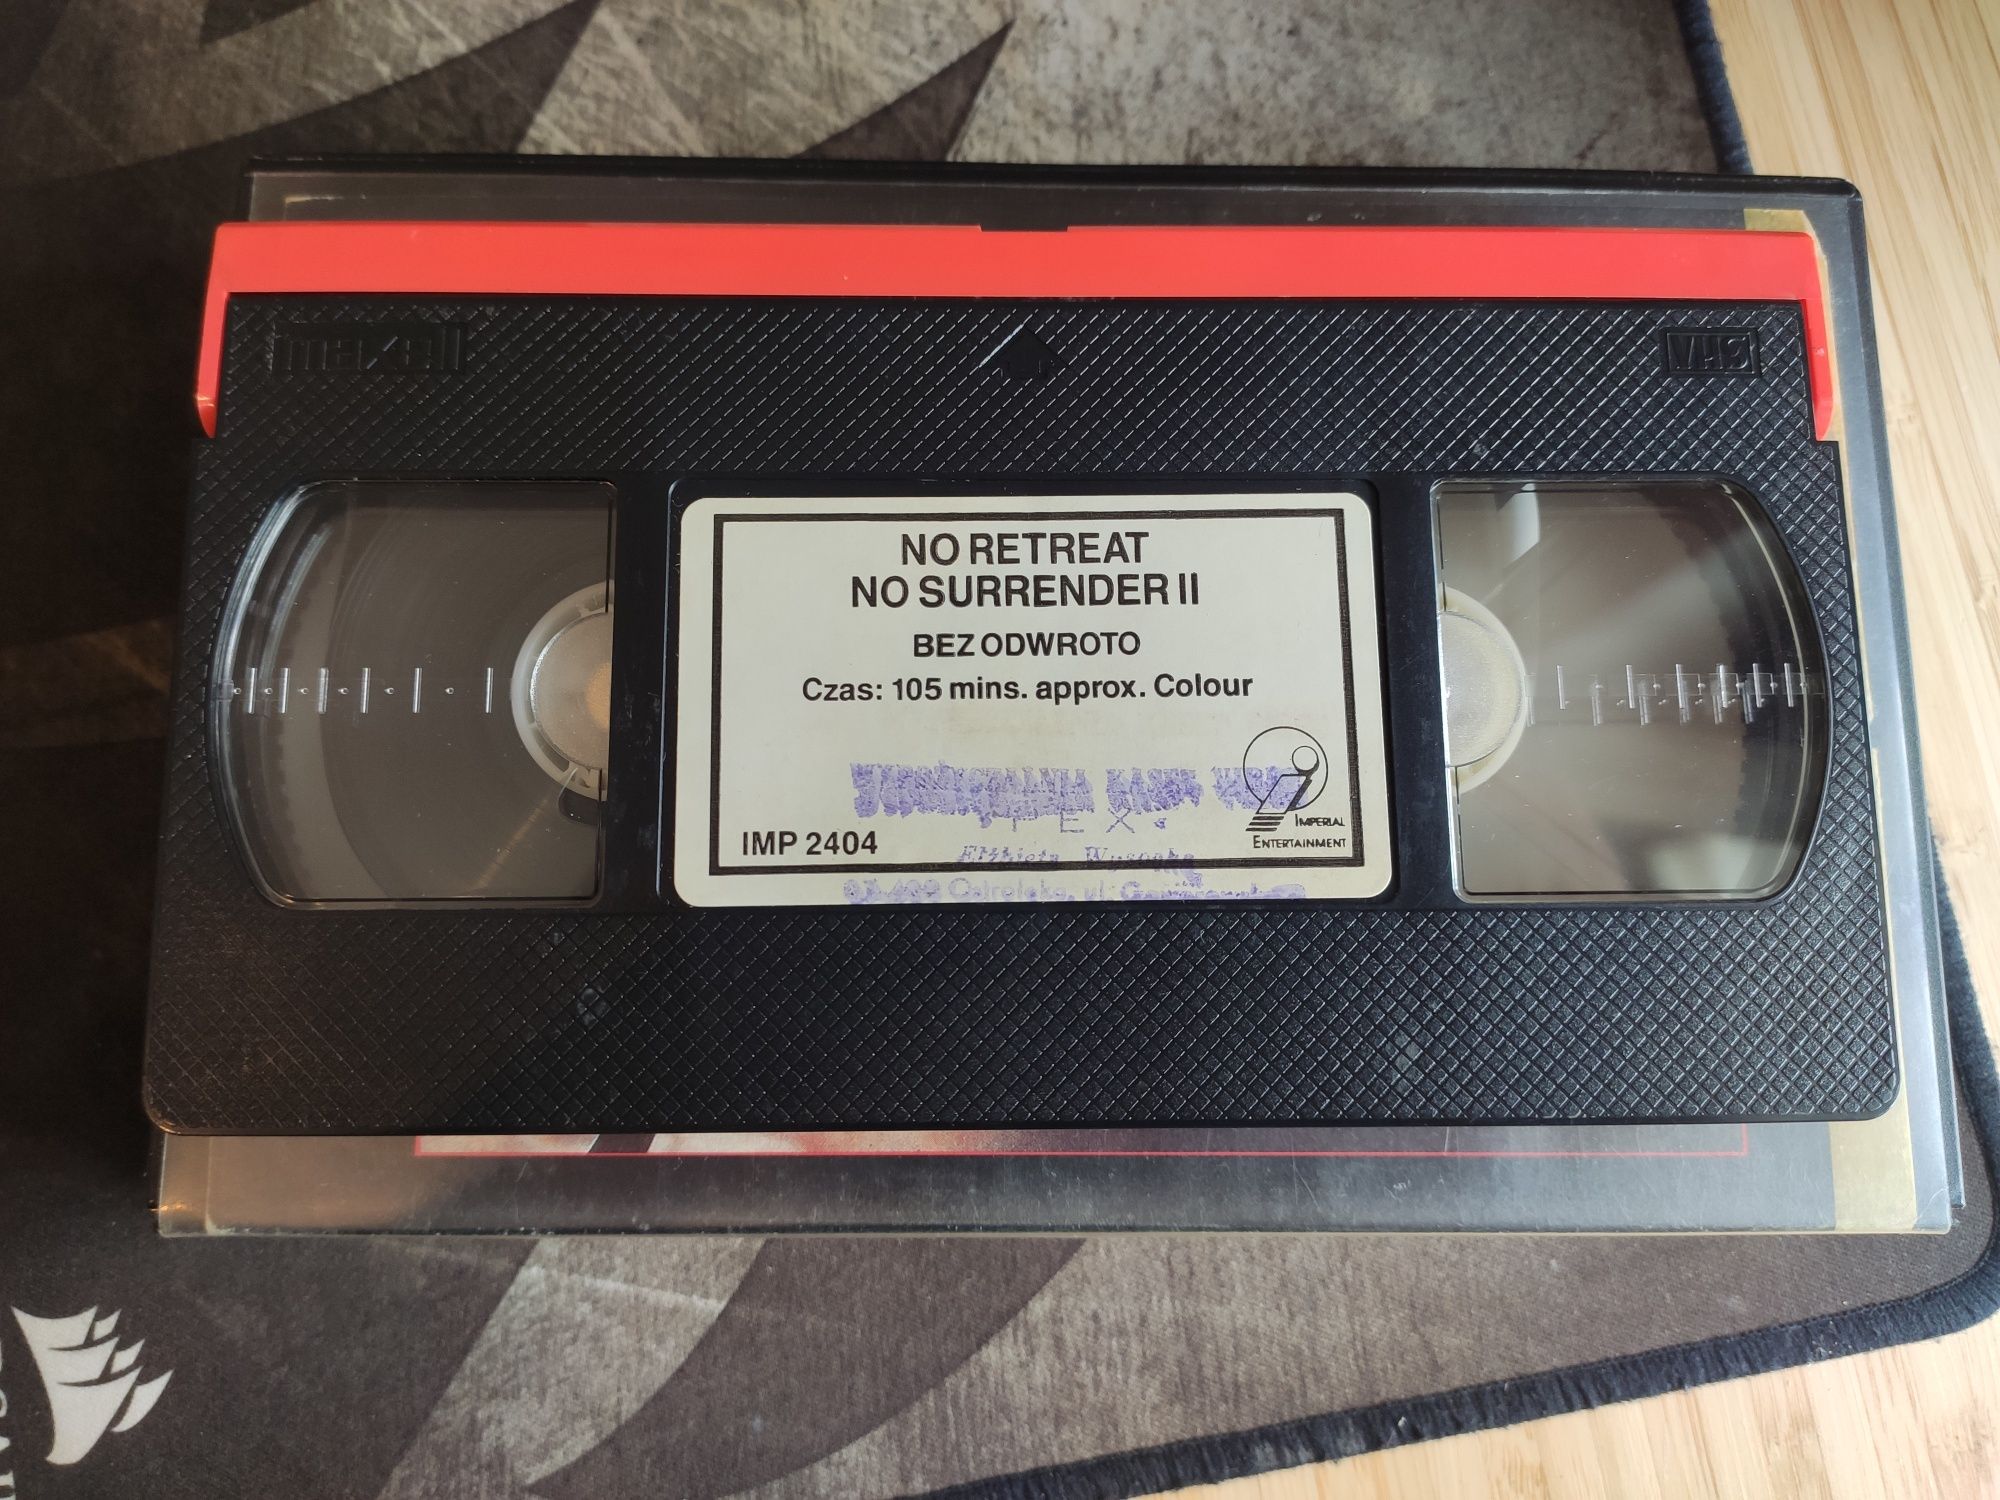 maxell
VHS
NO RETREAT
NO SURRENDER II
BEZ ODWROTO
Czas: 105 mins. approx. Colour
IMPERIAL
ENTERTAINMENT
IMP 2404